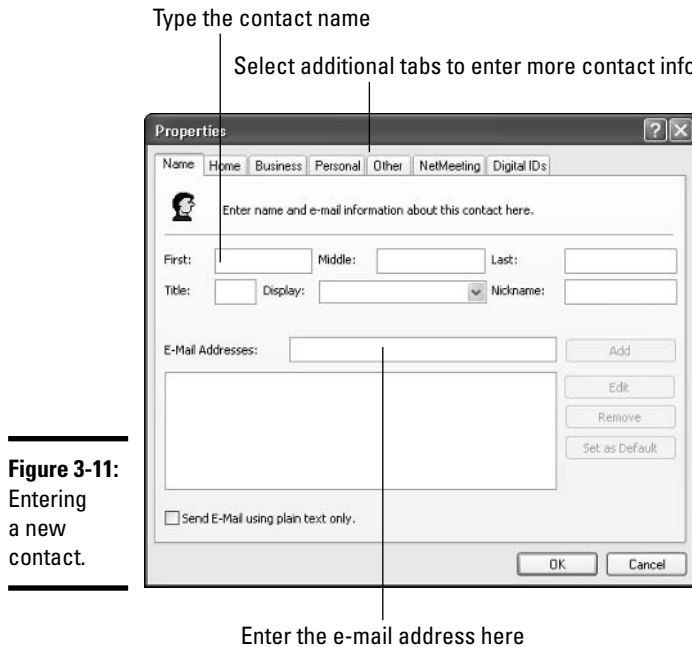 Type the contact name
Select additional tabs to enter more contact info
Properties
Name Home Business Personal Other NetMeeting Digital IDs
Enter name and e-mail information about this contact here.
First: Middle: Last:
Title: Display: Nickname:
E-Mail Addresses: Add
Edit
Remove
Set as Default
Send E-Mail using plain text only.
OK Cancel
Figure 3-11:
Entering
a new
contact.
Enter the e-mail address here